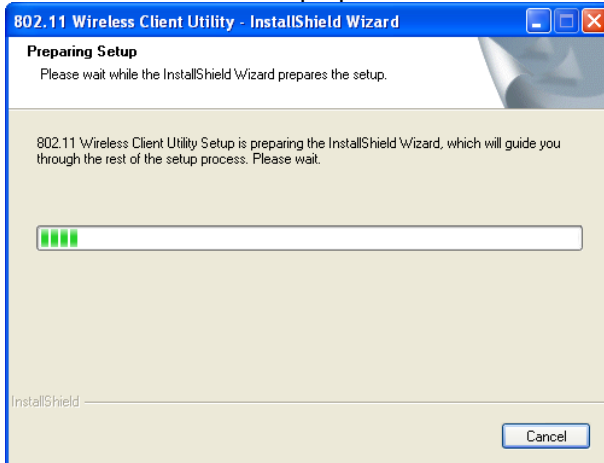 802.11 Wireless Client Utility - InstallShield Wizard
Preparing Setup
Please wait while the InstallShield Wizard prepares the setup.
802.11 Wireless Client Utility Setup is preparing the InstallShield Wizard, which will guide you
through the rest of the setup process. Please wait.
InstallShield
Cancel